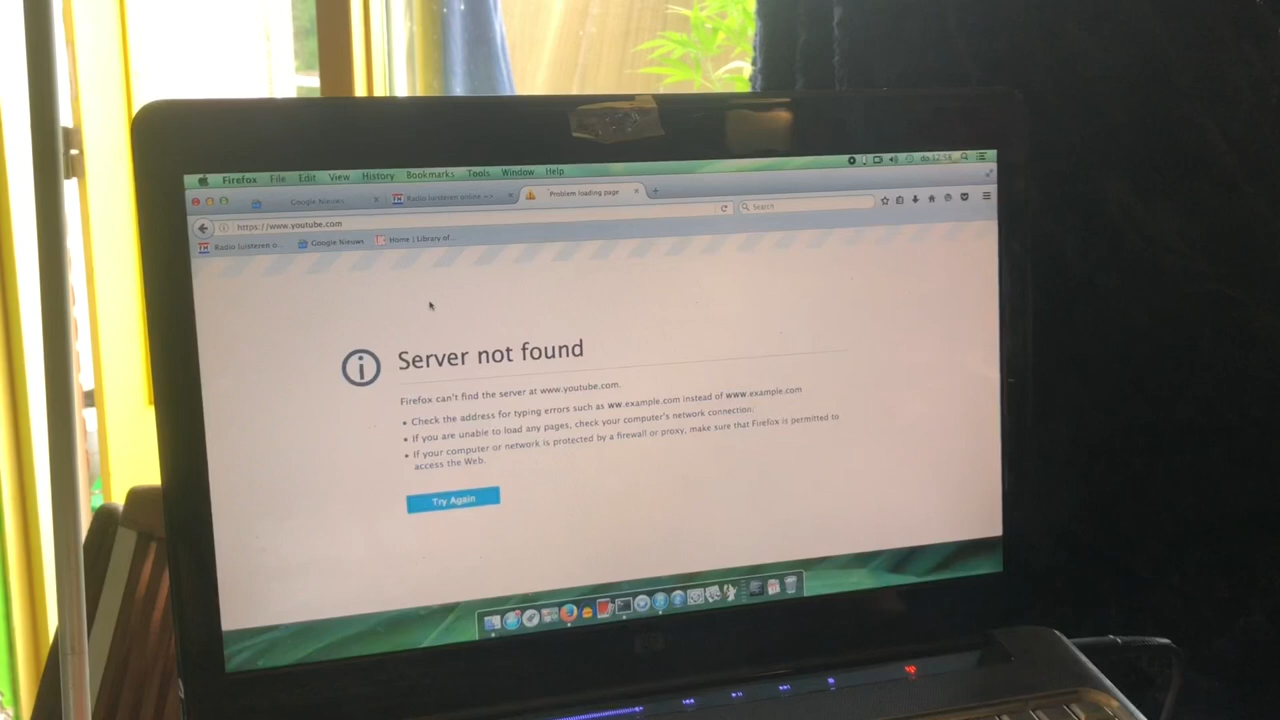 Firefox File Edit View History Bookmarks Tools Window Help do 12:54
Google Nieuws Radio luisteren online Problem loading page
https://www.youtube.com Search
Radio luisteren o... Google Nieuws Home | Library of...
Server not found
Firefox can't find the server at www.youtube.com.
• Check the address for typing errors such as ww.example.com instead of www.example.com
• If you are unable to load any pages, check your computer's network connection.
• If your computer or network is protected by a firewall or proxy, make sure that Firefox is permitted to
access the Web.
Try Again
hp